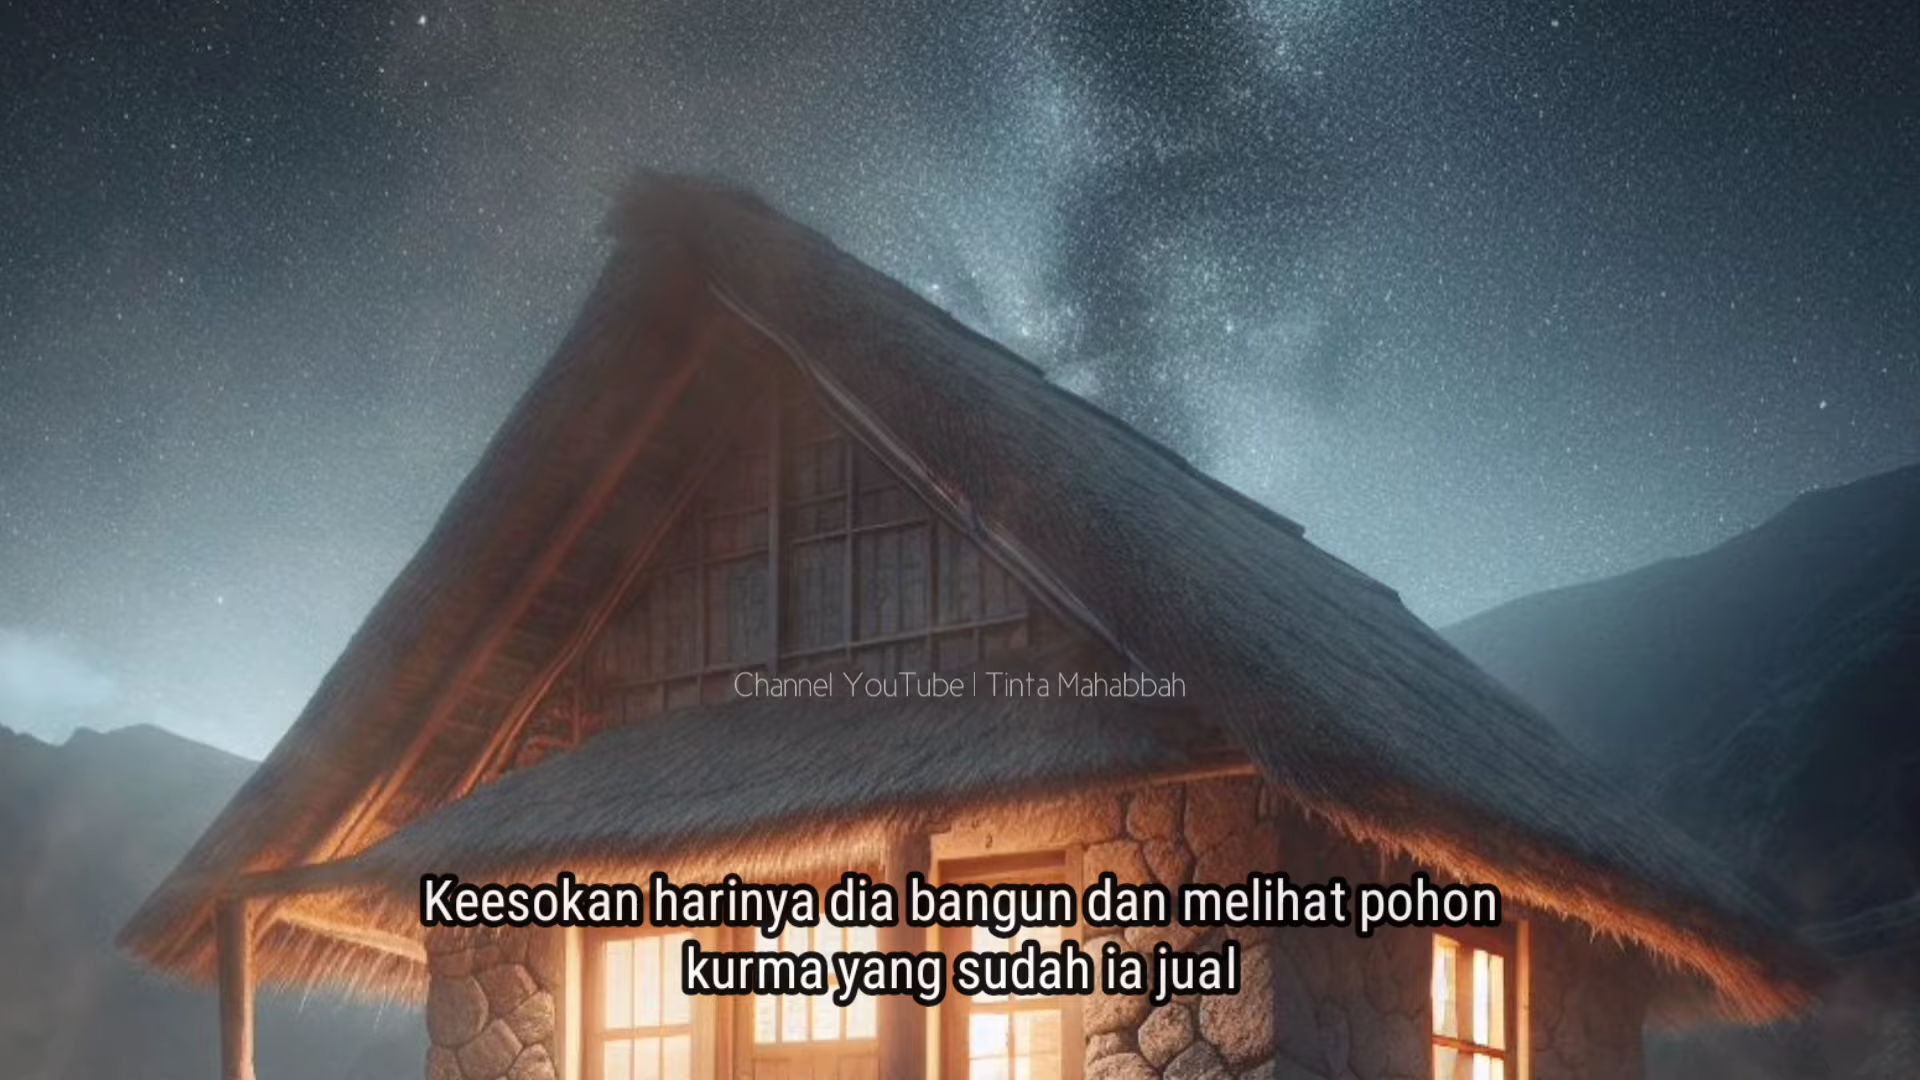 Channel YouTube | Tinta Mahabbah
Keesokan harinya dia bangun dan melihat pohon
kurma yang sudah ia jual